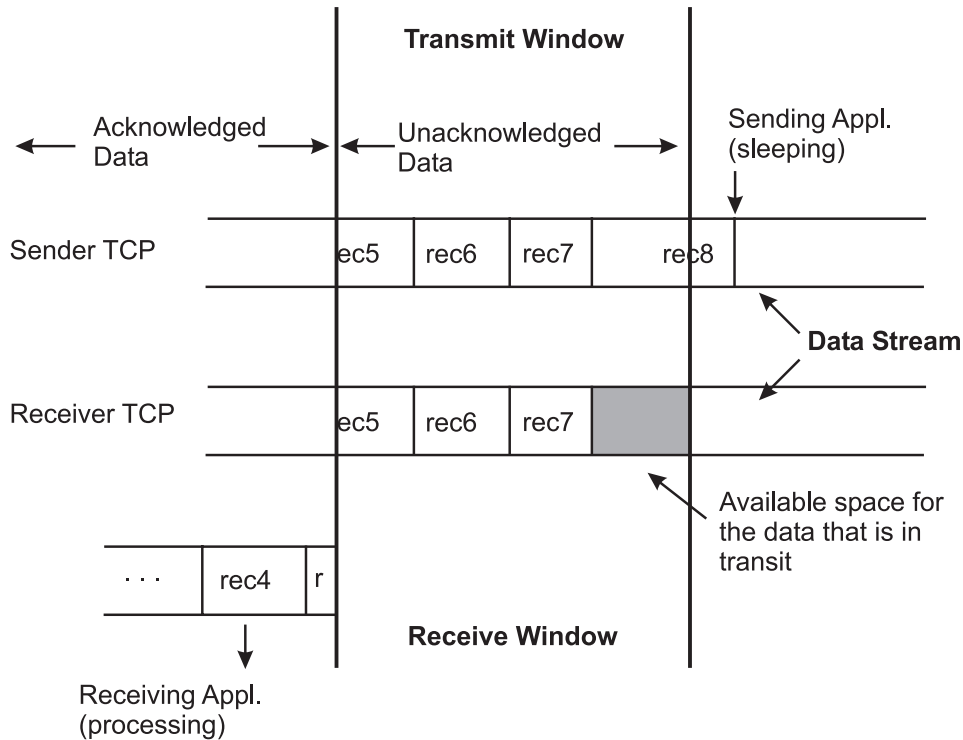 Transmit Window
Acknowledged
Data
Unacknowledged
Data
Sending Appl.
(sleeping)
Sender TCP
ec5
rec6
rec7
rec8
Data Stream
Receiver TCP
ec5
rec6
rec7
Available space for
the data that is in
transit
. . .
rec4
r
Receive Window
Receiving Appl.
(processing)